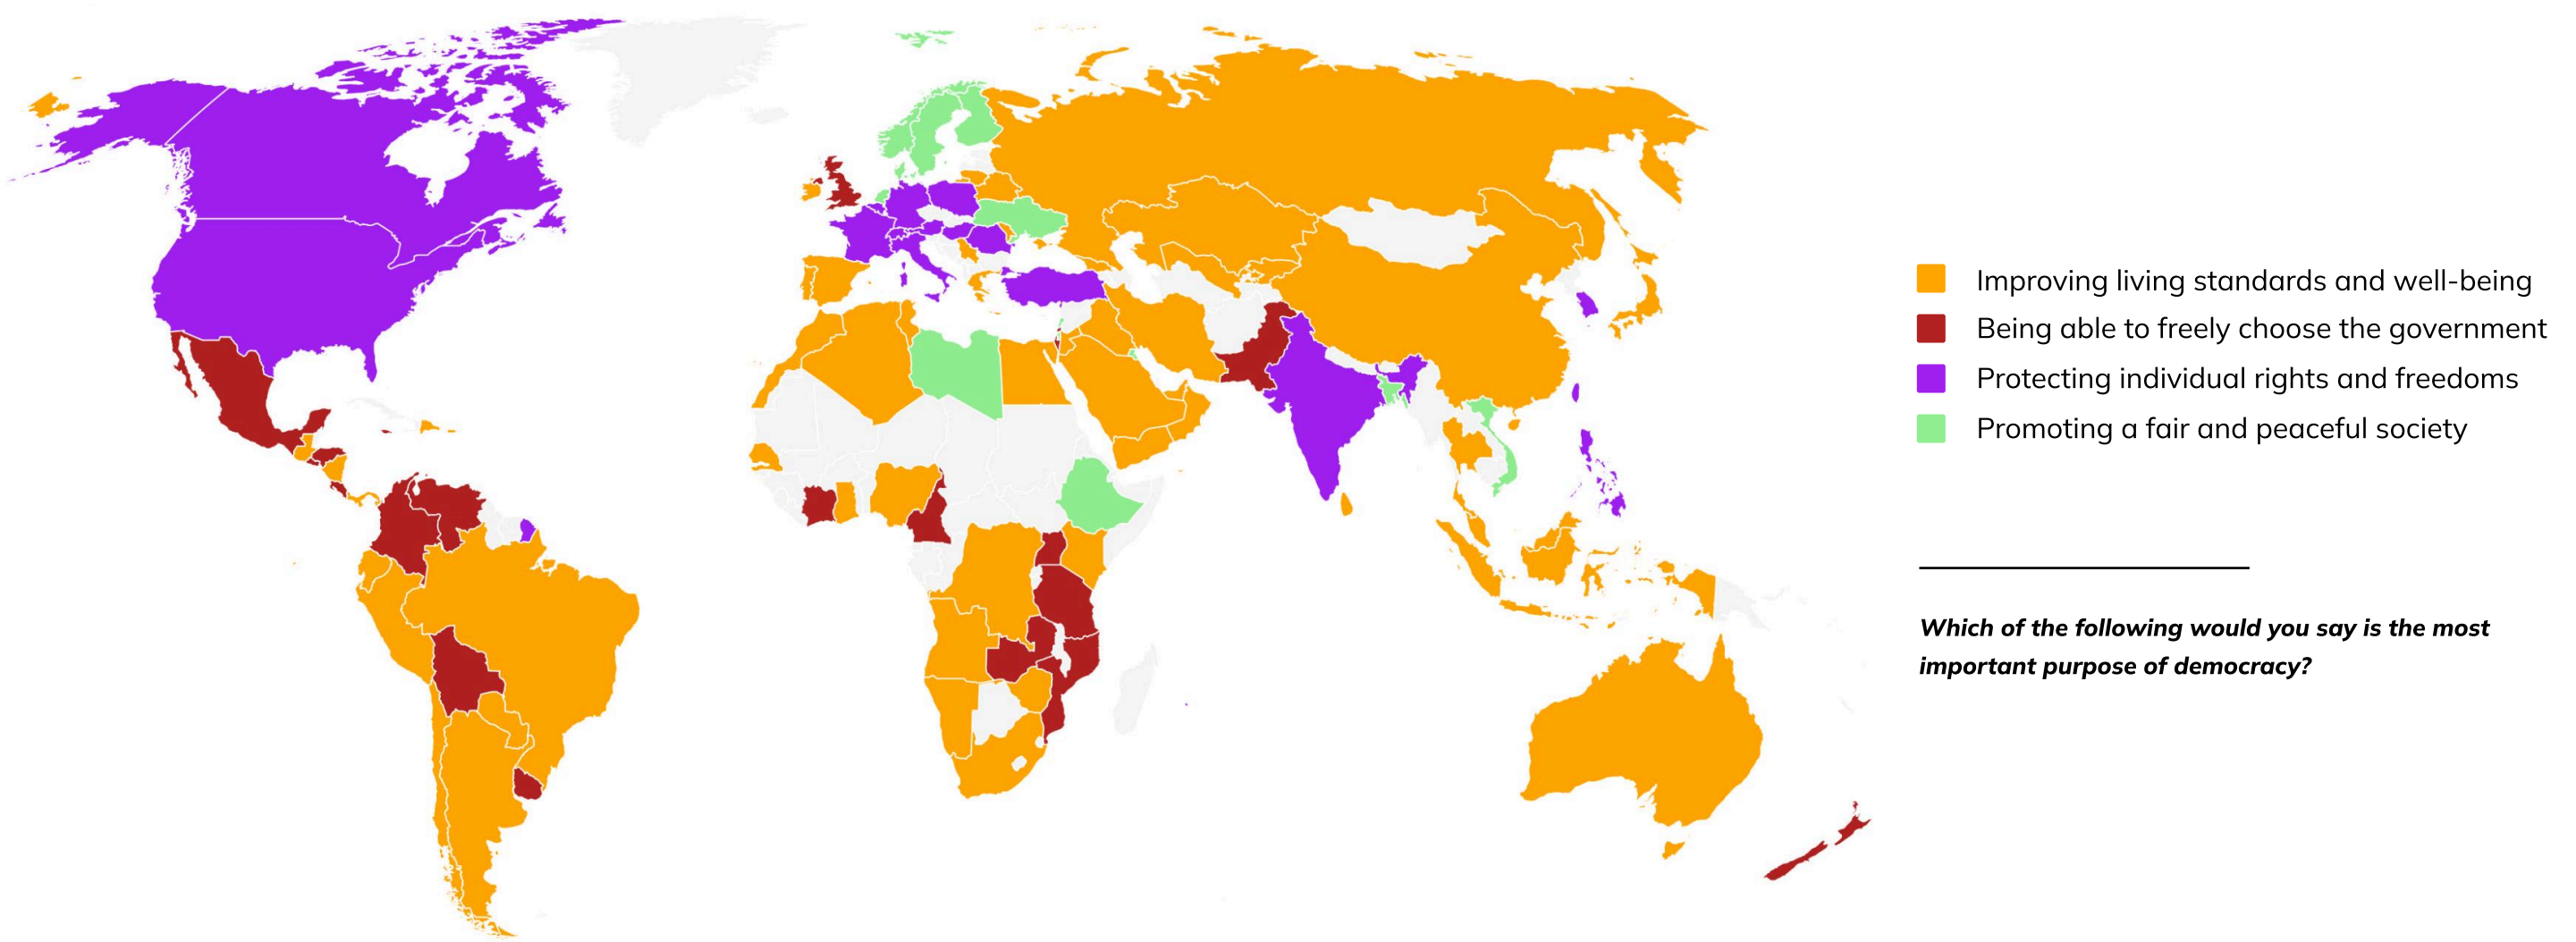 Improving living standards and well-being
Being able to freely choose the government
Protecting individual rights and freedoms
Promoting a fair and peaceful society
Which of the following would you say is the most
important purpose of democracy?